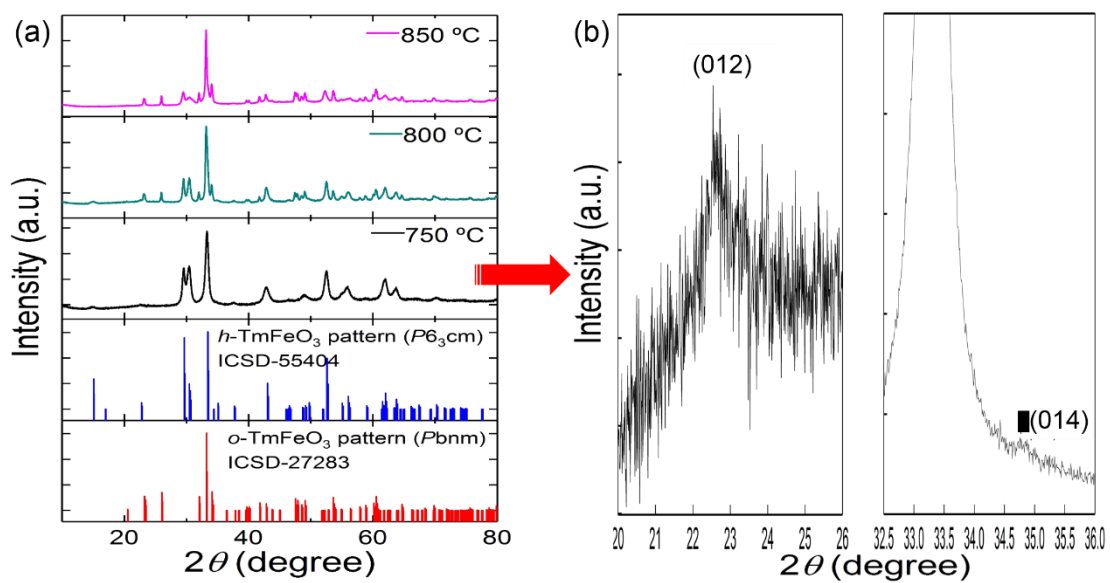 (a)
850 ºC
800 ºC
750 ºC
h-TmFeO₃ pattern (P6₃cm)
ICSD-55404
o-TmFeO₃ pattern (Pbnm)
ICSD-27283
Intensity (a.u.)
20 40 60 80
2θ (degree)
(b)
(012)
(014)
Intensity (a.u.)
20 21 22 23 24 25 26
32.5 33.0 33.5 34.0 34.5 35.0 35.5 36.0
2θ (degree)